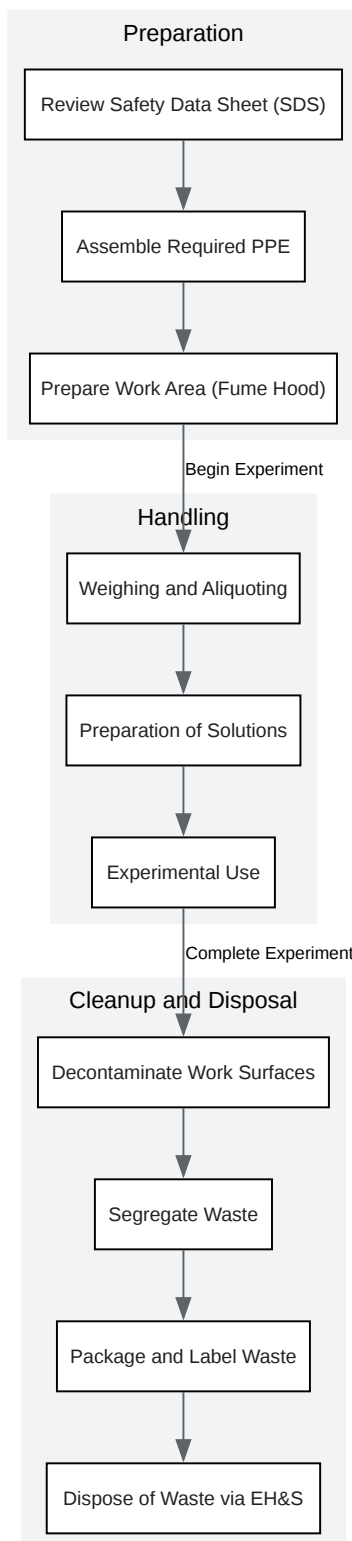 Preparation
Review Safety Data Sheet (SDS)
Assemble Required PPE
Prepare Work Area (Fume Hood)
Begin Experiment
Handling
Weighing and Aliquoting
Preparation of Solutions
Experimental Use
Complete Experiment
Cleanup and Disposal
Decontaminate Work Surfaces
Segregate Waste
Package and Label Waste
Dispose of Waste via EH&S